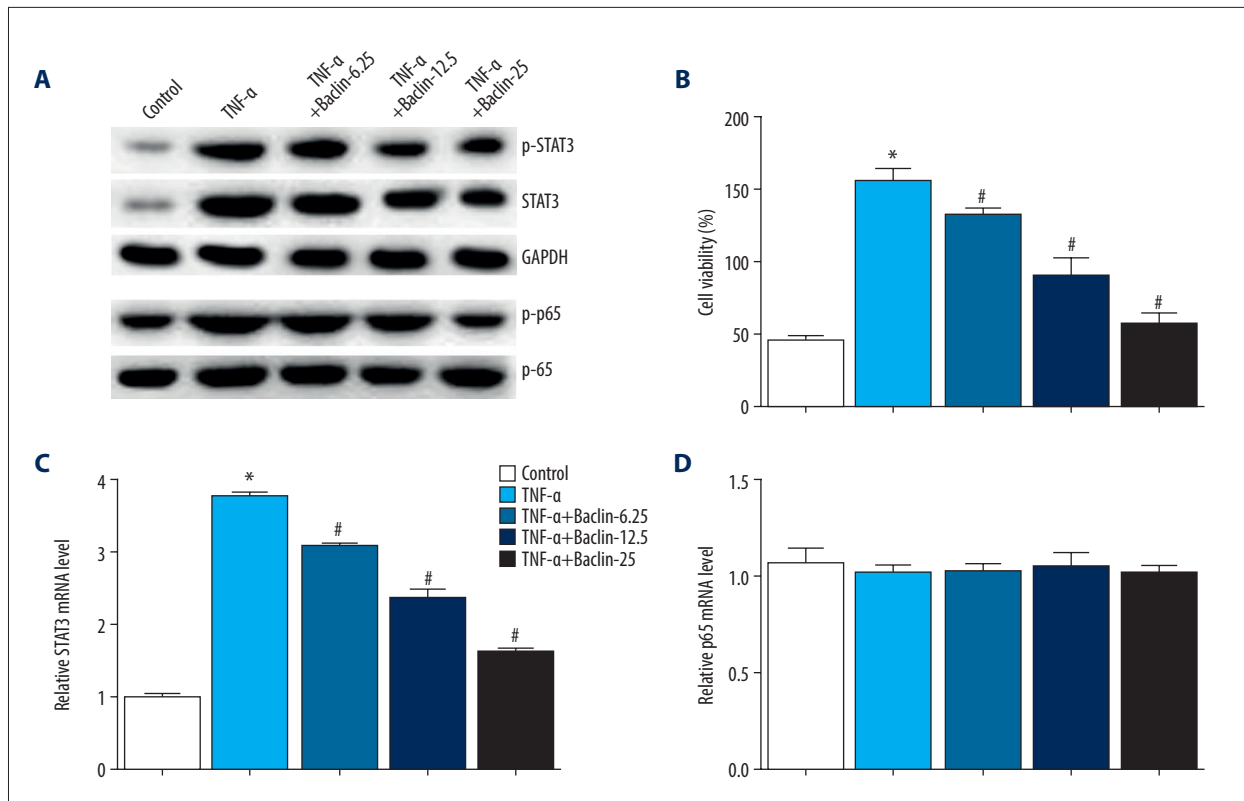 A
Control
TNF-α
TNF-α
+Baclin-6.25
TNF-α
+Baclin-12.5
TNF-α
+Baclin-25
p-STAT3
STAT3
GAPDH
p-p65
p-65
B
Cell viability (%)
200
150
100
50
0
*
#
#
#
C
Relative STAT3 mRNA level
4
3
2
1
0
*
#
#
#
Control
TNF-α
TNF-α+Baclin-6.25
TNF-α+Baclin-12.5
TNF-α+Baclin-25
D
Relative p65 mRNA level
1.5
1.0
0.5
0.0